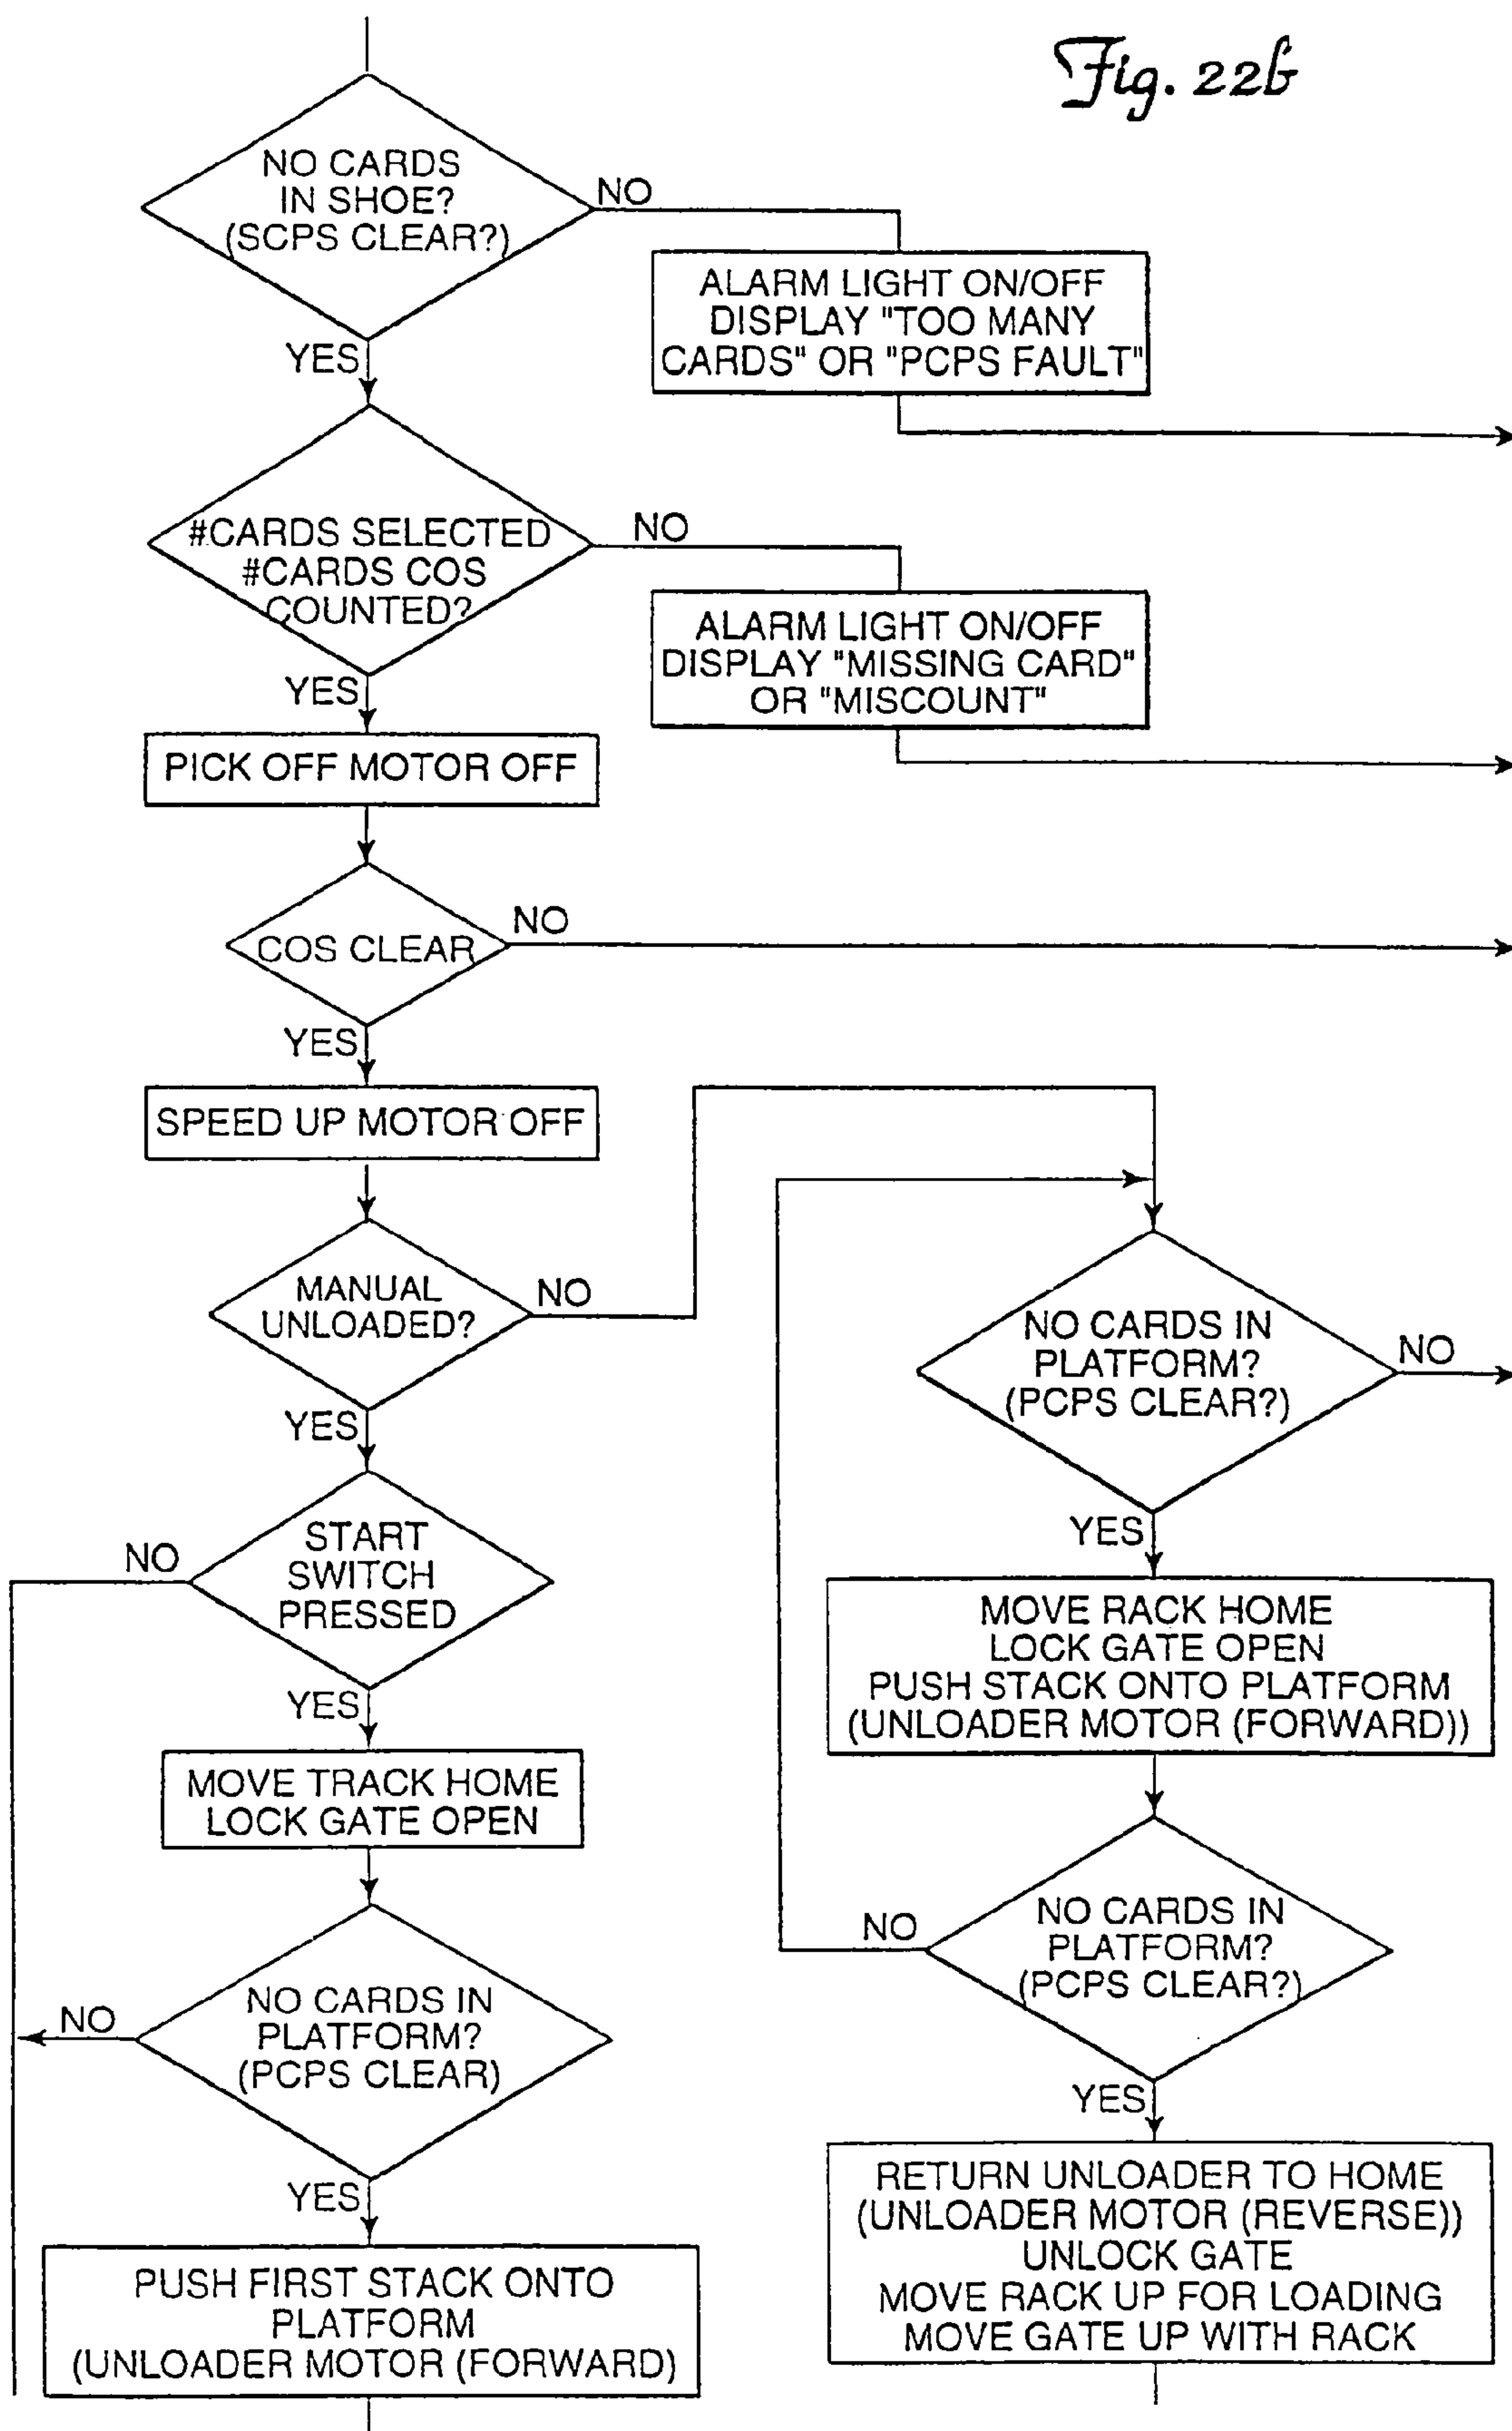 Fig. 22b
NO CARDS
IN SHOE?
(SCPS CLEAR?)
NO
ALARM LIGHT ON/OFF
DISPLAY "TOO MANY
CARDS" OR "PCPS FAULT"
YES
#CARDS SELECTED
#CARDS COS
COUNTED?
NO
ALARM LIGHT ON/OFF
DISPLAY "MISSING CARD"
OR "MISCOUNT"
YES
PICK OFF MOTOR OFF
COS CLEAR
NO
YES
SPEED UP MOTOR OFF
MANUAL
UNLOADED?
NO
YES
START
SWITCH
PRESSED
NO
YES
MOVE TRACK HOME
LOCK GATE OPEN
NO CARDS IN
PLATFORM?
(PCPS CLEAR)
NO
YES
PUSH FIRST STACK ONTO
PLATFORM
(UNLOADER MOTOR (FORWARD)
NO CARDS IN
PLATFORM?
(PCPS CLEAR?)
NO
YES
MOVE RACK HOME
LOCK GATE OPEN
PUSH STACK ONTO PLATFORM
(UNLOADER MOTOR (FORWARD))
NO CARDS IN
PLATFORM?
(PCPS CLEAR?)
NO
YES
RETURN UNLOADER TO HOME
(UNLOADER MOTOR (REVERSE))
UNLOCK GATE
MOVE RACK UP FOR LOADING
MOVE GATE UP WITH RACK